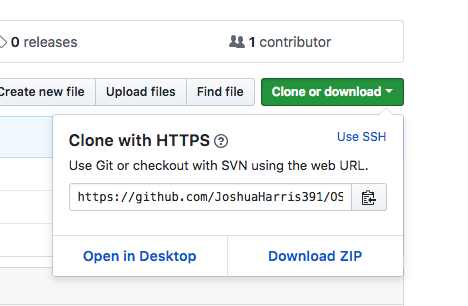 0 releases
1 contributor
Create new file
Upload files
Find file
Clone or download
Clone with HTTPS
Use SSH
Use Git or checkout with SVN using the web URL.
https://github.com/JoshuaHarris391/OS
Open in Desktop
Download ZIP